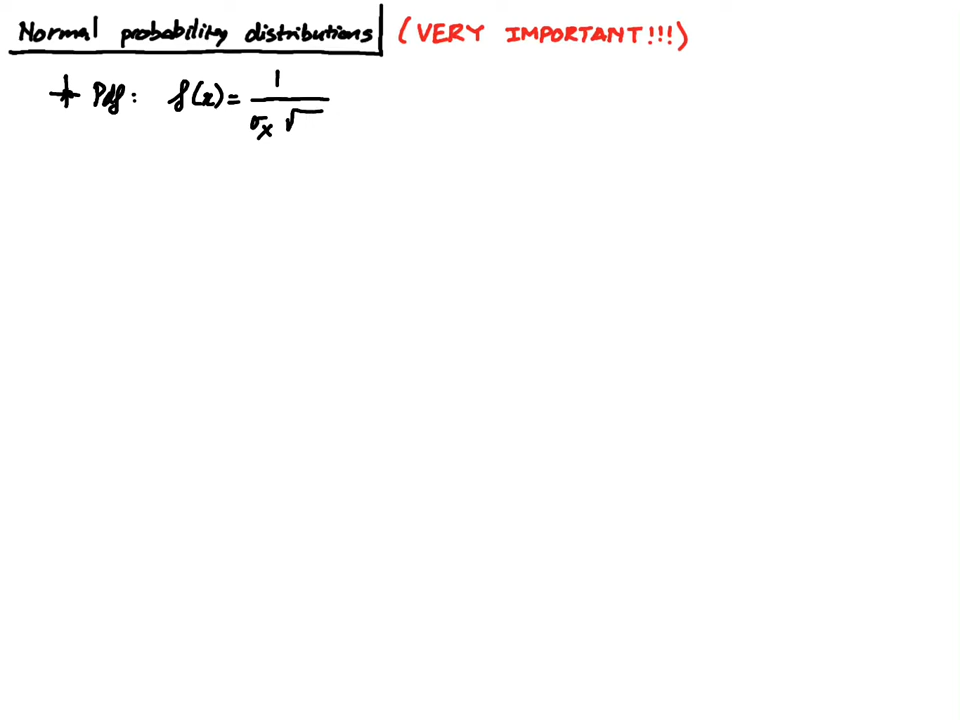 Normal probability distributions (VERY IMPORTANT!!!)
+ Pdf: f(x) = 1 / σx √